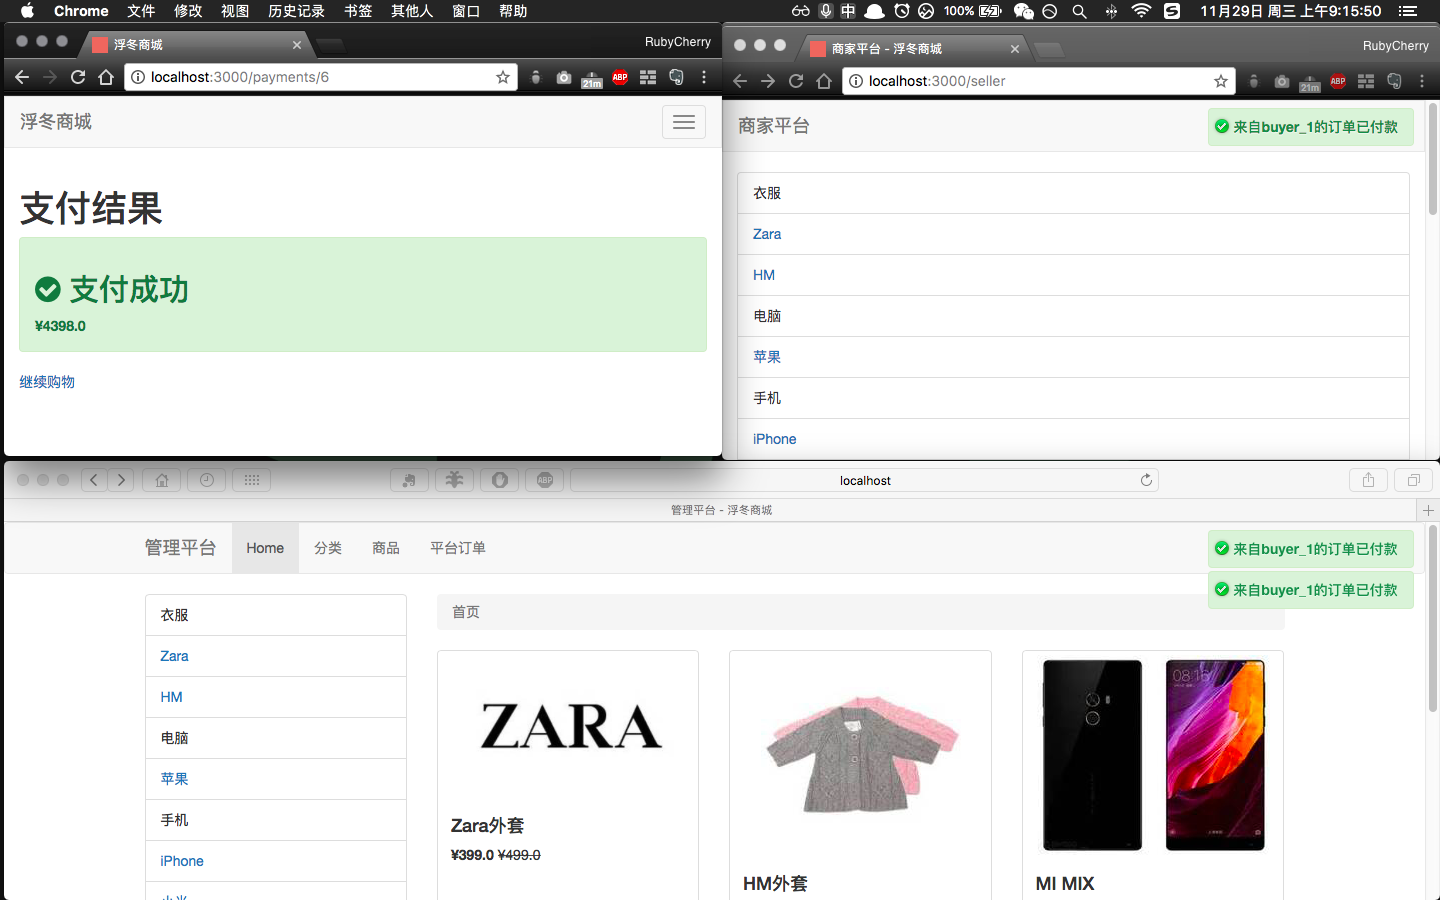 Chrome 文件 修改 视图 历史记录 书签 其他人 窗口 帮助 中 100% S 11月29日 周三 上午9:15:50
浮冬商城 RubyCherry
localhost:3000/payments/6 21m ABP
浮冬商城
支付结果
支付成功
¥4398.0
继续购物
商家平台 - 浮冬商城 RubyCherry
localhost:3000/seller 21m ABP
商家平台 来自buyer_1的订单已付款
衣服
Zara
HM
电脑
苹果
手机
iPhone
ABP localhost
管理平台 - 浮冬商城
管理平台 Home 分类 商品 平台订单 来自buyer_1的订单已付款
来自buyer_1的订单已付款
衣服
Zara
HM
电脑
苹果
手机
iPhone
首页
ZARA
Zara外套
¥399.0 ¥499.0
HM外套
08:16
MI MIX